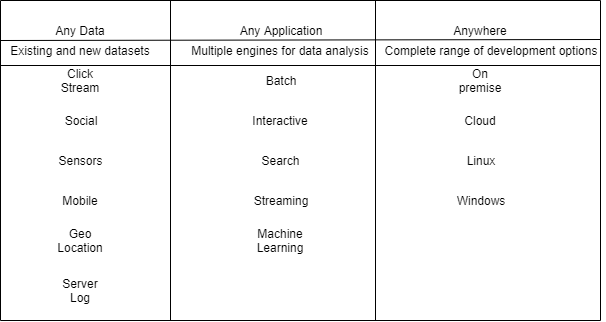 Any Data
Any Application
Anywhere
Existing and new datasets
Multiple engines for data analysis
Complete range of development options
Click
Stream
Batch
On
premise
Social
Interactive
Cloud
Sensors
Search
Linux
Mobile
Streaming
Windows
Geo
Location
Machine
Learning
Server
Log